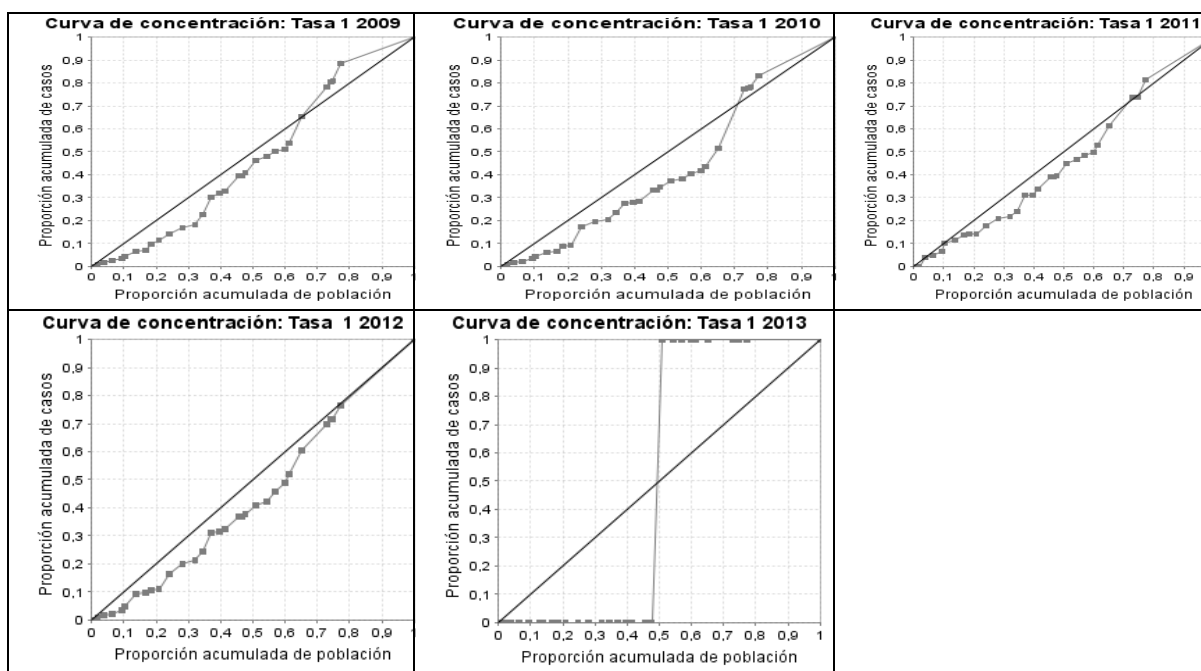 Curva de concentración: Tasa 1 2009
Proporción acumulada de casos
1
0,9
0,8
0,7
0,6
0,5
0,4
0,3
0,2
0,1
0
0 0,1 0,2 0,3 0,4 0,5 0,6 0,7 0,8 0,9 1
Proporción acumulada de población
Curva de concentración: Tasa 1 2010
Proporción acumulada de casos
1
0,9
0,8
0,7
0,6
0,5
0,4
0,3
0,2
0,1
0
0 0,1 0,2 0,3 0,4 0,5 0,6 0,7 0,8 0,9 1
Proporción acumulada de población
Curva de concentración: Tasa 1 2011
Proporción acumulada de casos
1
0,9
0,8
0,7
0,6
0,5
0,4
0,3
0,2
0,1
0
0 0,1 0,2 0,3 0,4 0,5 0,6 0,7 0,8 0,9
Proporción acumulada de población
Curva de concentración: Tasa 1 2012
Proporción acumulada de casos
1
0,9
0,8
0,7
0,6
0,5
0,4
0,3
0,2
0,1
0
0 0,1 0,2 0,3 0,4 0,5 0,6 0,7 0,8 0,9 1
Proporción acumulada de población
Curva de concentración: Tasa 1 2013
Proporción acumulada de casos
1
0,9
0,8
0,7
0,6
0,5
0,4
0,3
0,2
0,1
0
0 0,1 0,2 0,3 0,4 0,5 0,6 0,7 0,8 0,9 1
Proporción acumulada de población